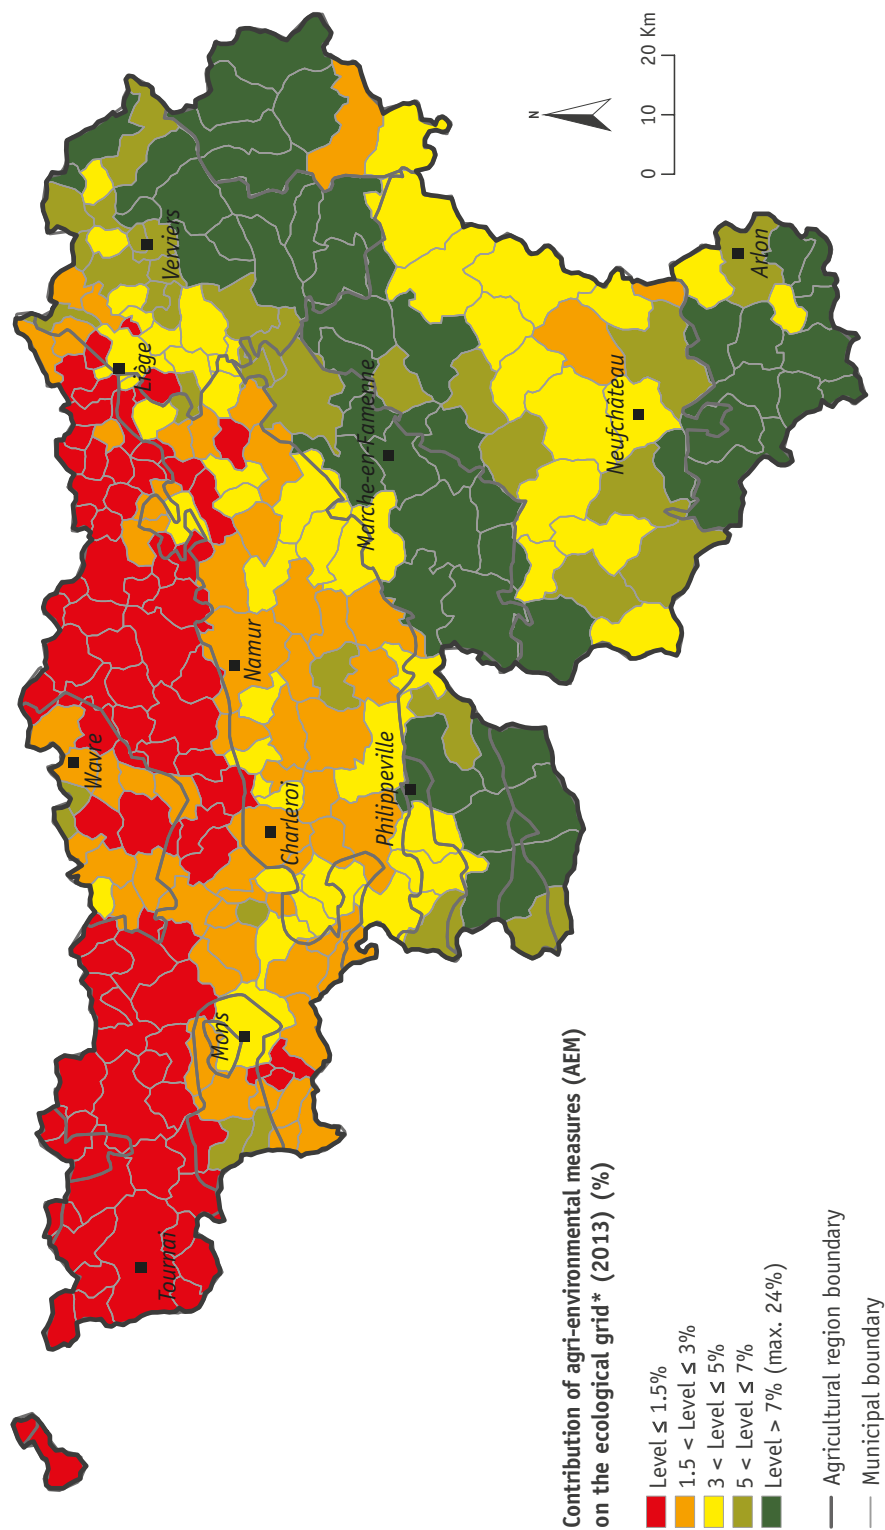 Contribution of agri-environmental measures (AEM)
on the ecological grid* (2013) (%)
Level ≤ 1.5%
1.5 < Level ≤ 3%
3 < Level ≤ 5%
5 < Level ≤ 7%
Level > 7% (max. 24%)
Agricultural region boundary
Municipal boundary
Tournai
Mons
Wavre
Charleroi
Philippeville
Namur
Liège
Verviers
Marche-en-Famenne
Neufchâteau
Arlon
N
0 10 20 Km